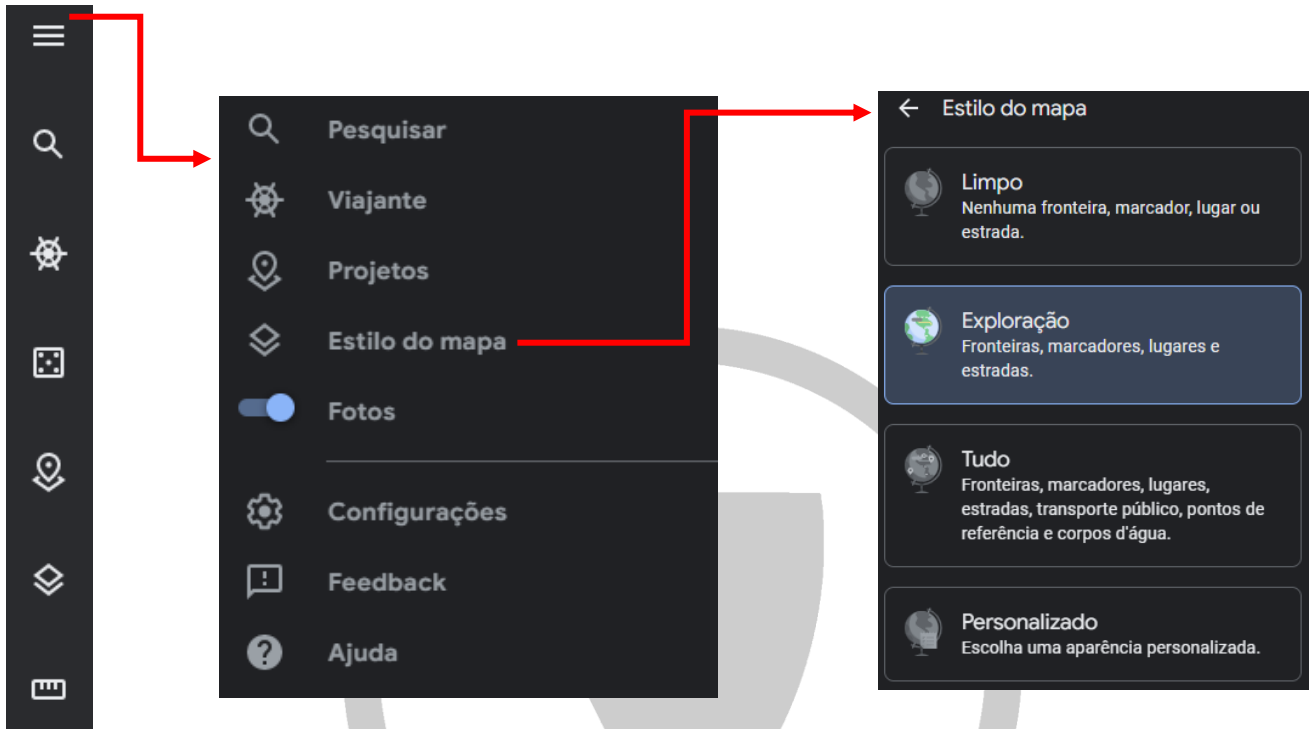 Pesquisar
Viajante
Projetos
Estilo do mapa
Fotos
Configurações
Feedback
Ajuda
Estilo do mapa
Limpo
Nenhuma fronteira, marcador, lugar ou
estrada.
Exploração
Fronteiras, marcadores, lugares e
estradas.
Tudo
Fronteiras, marcadores, lugares,
estradas, transporte público, pontos de
referência e corpos d'água.
Personalizado
Escolha uma aparência personalizada.